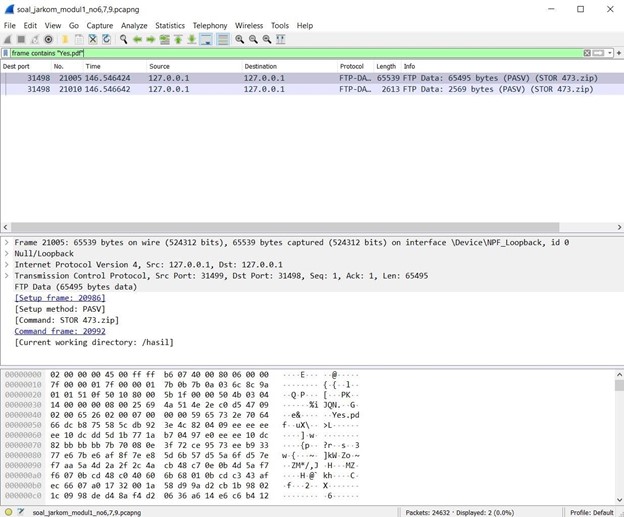 soal_jarkom_modul1_no6,7,9.pcapng
File Edit View Go Capture Analyze Statistics Telephony Wireless Tools Help
frame contains "Yes.pdf"
Dest port No. Time Source Destination Protocol Length Info
31498 21005 146.546424 127.0.0.1 127.0.0.1 FTP-DA… 65539 FTP Data: 65495 bytes (PASV) (STOR 473.zip)
31498 21010 146.546642 127.0.0.1 127.0.0.1 FTP-DA… 2613 FTP Data: 2569 bytes (PASV) (STOR 473.zip)
Frame 21005: 65539 bytes on wire (524312 bits), 65539 bytes captured (524312 bits) on interface \Device\NPF_Loopback, id 0
Null/Loopback
Internet Protocol Version 4, Src: 127.0.0.1, Dst: 127.0.0.1
Transmission Control Protocol, Src Port: 31499, Dst Port: 31498, Seq: 1, Ack: 1, Len: 65495
FTP Data (65495 bytes data)
[Setup frame: 20986]
[Setup method: PASV]
[Command: STOR 473.zip]
Command frame: 20992
[Current working directory: /hasil]
00000000 02 00 00 00 45 00 ff ff b6 07 40 00 80 06 00 00 ····E··· ··@·····
00000010 7f 00 00 01 7f 00 00 01 7b 0b 7b 0a 03 6c 8c 9a ········ {·{··l··
00000020 01 01 51 0f 50 10 80 00 5b 1f 00 00 50 4b 03 04 ··Q·P··· [···PK··
00000030 14 00 00 00 08 00 25 69 4a 51 4e 2e c0 d5 47 09 ······%i JQN.··G·
00000040 02 00 65 26 02 00 07 00 00 00 59 65 73 2e 70 64 ··e&···· ··Yes.pd
00000050 66 dc b8 75 58 5c db 92 3e 4c 82 04 09 ee ee ee f··uX\·· >L······
00000060 ee 10 dc dd 5d 1b 77 1a b7 04 97 e0 ee ee 10 dc ····]·w· ········
00000070 82 bb bb bb b7 7b 70 08 0e 3f 72 ce 95 73 ee b9 33
00000080 77 e6 7b e6 af 8f 7e e8 5d 6b 57 d5 5a 6f d5 7e w·{···~· ]kW·Zo·~
00000090 f7 aa 5a 4d 2a 2f 2c 4a cb 48 c7 0e 0b 4d 5a f7 ··ZM*/,J ·H···MZ·
000000a0 f6 07 0b cd 48 c0 40 60 6b 68 01 0b cd c3 43 af ····H·@` kh····C·
000000b0 ec 66 07 a0 17 32 00 1a 58 d9 9a d2 cb 1b 98 02 ·f···2·· X·······
000000c0 1c 09 98 de d4 8a f4 d2 06 36 a6 14 e6 c6 b4 12 ········ ·6······
soal_jarkom_modul1_no6,7,9.pcapng
Packets: 24632 · Displayed: 2 (0.0%)
Profile: Default